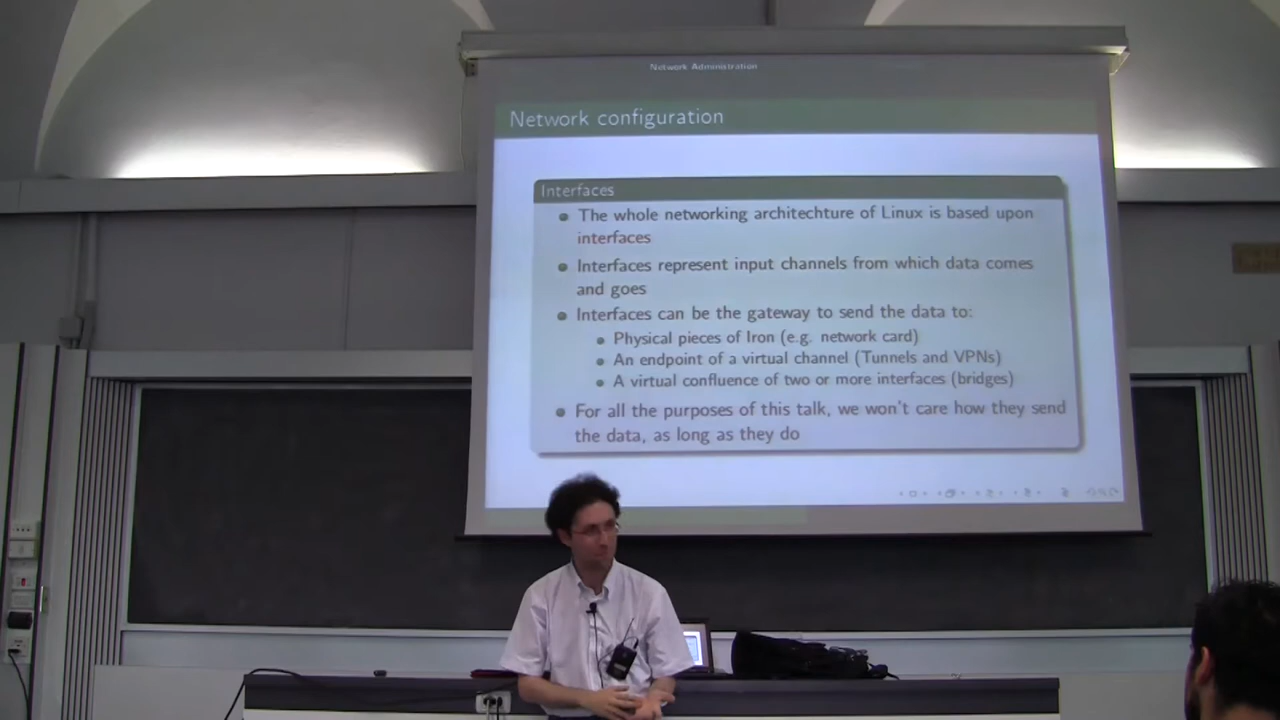 Network Administration
Network configuration
Interfaces
The whole networking architechture of Linux is based upon
interfaces
Interfaces represent input channels from which data comes
and goes
Interfaces can be the gateway to send the data to:
Physical pieces of Iron (e.g. network card)
An endpoint of a virtual channel (Tunnels and VPNs)
A virtual confluence of two or more interfaces (bridges)
For all the purposes of this talk, we won't care how they send
the data, as long as they do